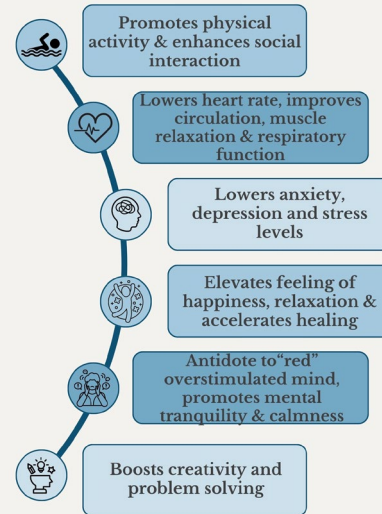 Promotes physical
activity & enhances social
interaction
Lowers heart rate, improves
circulation, muscle
relaxation & respiratory
function
Lowers anxiety,
depression and stress
levels
Elevates feeling of
happiness, relaxation &
accelerates healing
Antidote to“red”
overstimulated mind,
promotes mental
tranquility & calmness
Boosts creativity and
problem solving